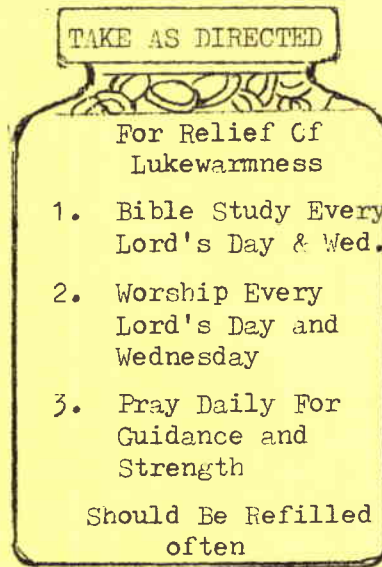 TAKE AS DIRECTED
For Relief Of
Lukewarmness
1. Bible Study Every
Lord's Day & Wed.
2. Worship Every
Lord's Day and
Wednesday
3. Pray Daily For
Guidance and
Strength
Should Be Refilled
often